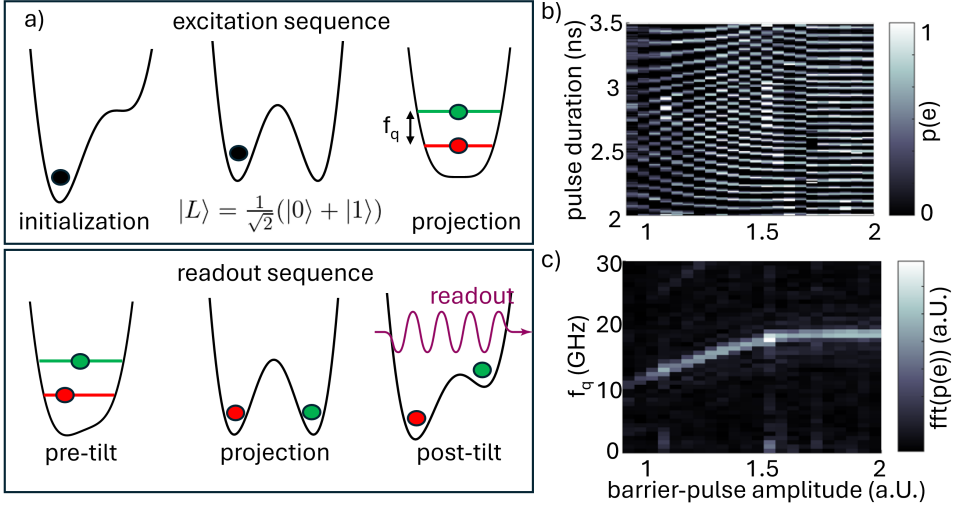 a)
excitation sequence
f_q
initialization
|L⟩ = 1/√2(|0⟩ + |1⟩)
projection
readout sequence
readout
pre-tilt
projection
post-tilt
b)
pulse duration (ns)
3.5
3
2.5
2
1
1.5
2
1
0
p(e)
c)
f_q (GHz)
30
20
10
0
1
1.5
2
barrier-pulse amplitude (a.U.)
fft(p(e)) (a.U.)